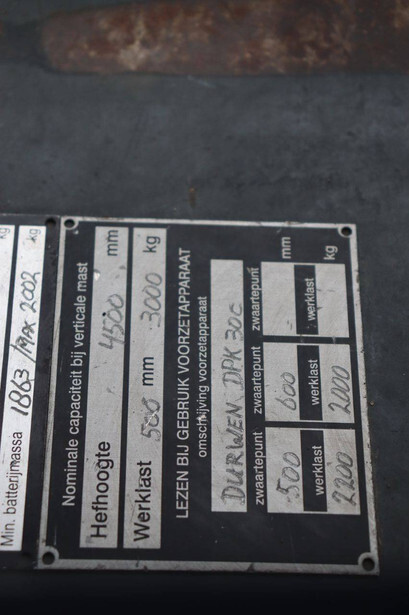 kg
Min. batterijmassa 1863/Max 2002 kg
Nominale capaciteit bij verticale mast
Hefhoogte 4500 mm
Werklast 500 mm 3000 kg
LEZEN BIJ GEBRUIK VOORZETAPPARAAT
omschrijving voorzetapparaat
DURWEN DPK 30C
zwaartepunt zwaartepunt zwaartepunt
500 600 mm
werklast werklast werklast
2200 2000 kg